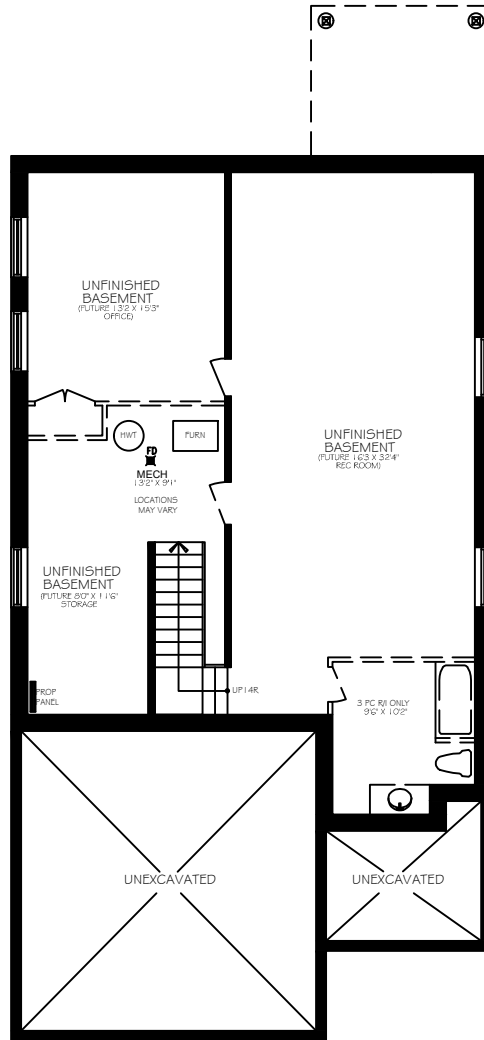 UNFINISHED
BASEMENT
(FUTURE 13'2" X 15'3"
OFFICE)
UNFINISHED
BASEMENT
(FUTURE 16'3 X 32'4"
REC ROOM)
HWT
FURN
FD
MECH
13'2" X 9'1"
LOCATIONS
MAY VARY
UNFINISHED
BASEMENT
(FUTURE 8'0" X 11'6"
STORAGE
PROP
PANEL
UP14R
3 PC R/I ONLY
9'6" X 10'2"
UNEXCAVATED
UNEXCAVATED